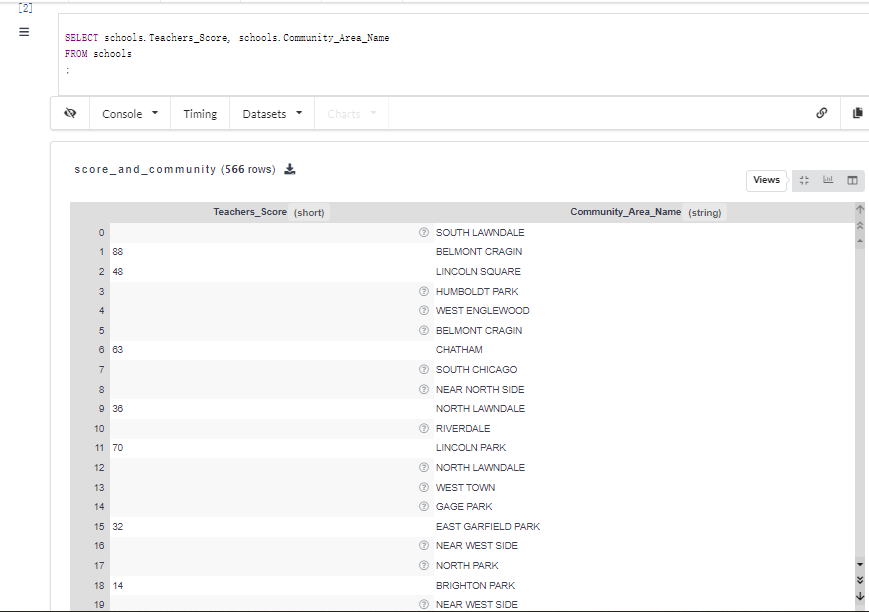 [2]
SELECT schools.Teachers_Score, schools.Community_Area_Name
FROM schools
;
Console Timing Datasets Charts
score_and_community (566 rows)
Views
Teachers_Score (short) Community_Area_Name (string)
0 SOUTH LAWNDALE
1 88 BELMONT CRAGIN
2 48 LINCOLN SQUARE
3 HUMBOLDT PARK
4 WEST ENGLEWOOD
5 BELMONT CRAGIN
6 63 CHATHAM
7 SOUTH CHICAGO
8 NEAR NORTH SIDE
9 36 NORTH LAWNDALE
10 RIVERDALE
11 70 LINCOLN PARK
12 NORTH LAWNDALE
13 WEST TOWN
14 GAGE PARK
15 32 EAST GARFIELD PARK
16 NEAR WEST SIDE
17 NORTH PARK
18 14 BRIGHTON PARK
19 NEAR WEST SIDE